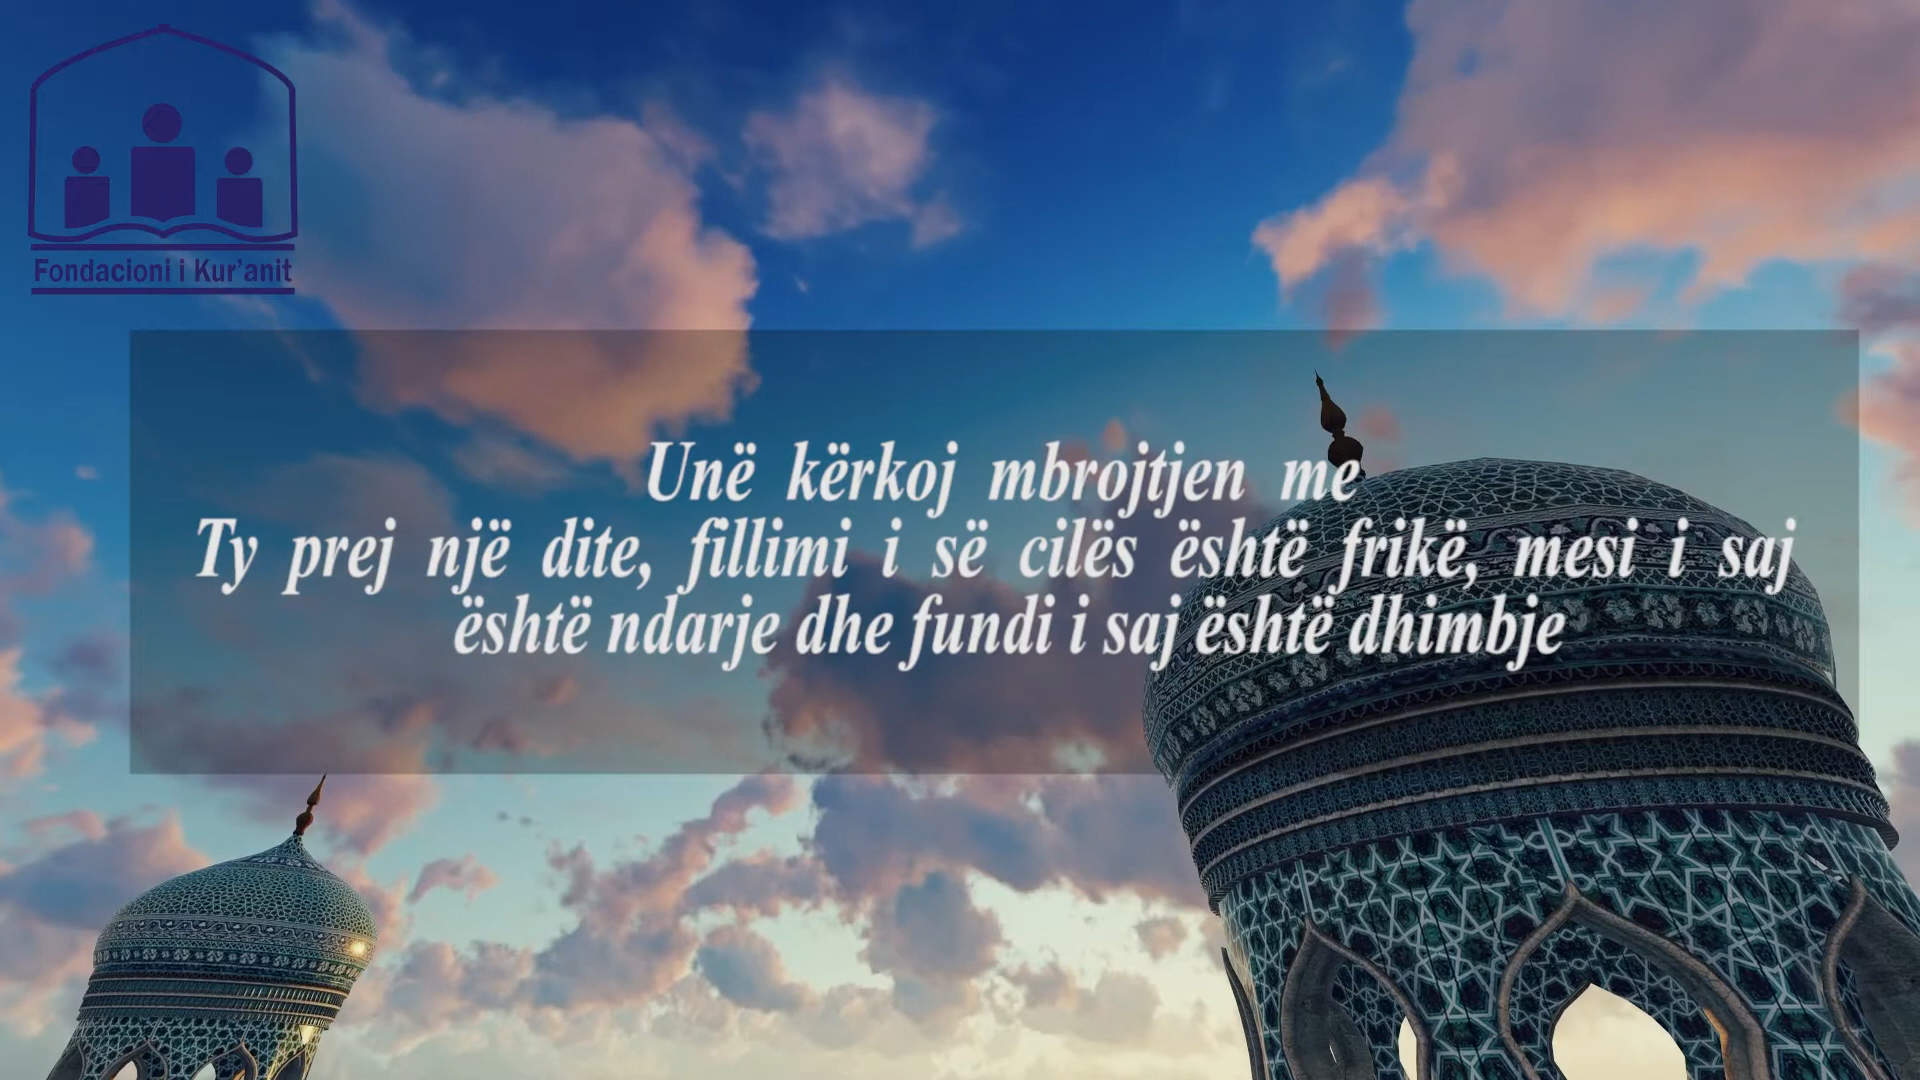 Fondacioni i Kur'anit
Unë kërkoj mbrojtjen me
Ty prej një dite, fillimi i së cilës është frikë, mesi i saj
është ndarje dhe fundi i saj është dhimbje